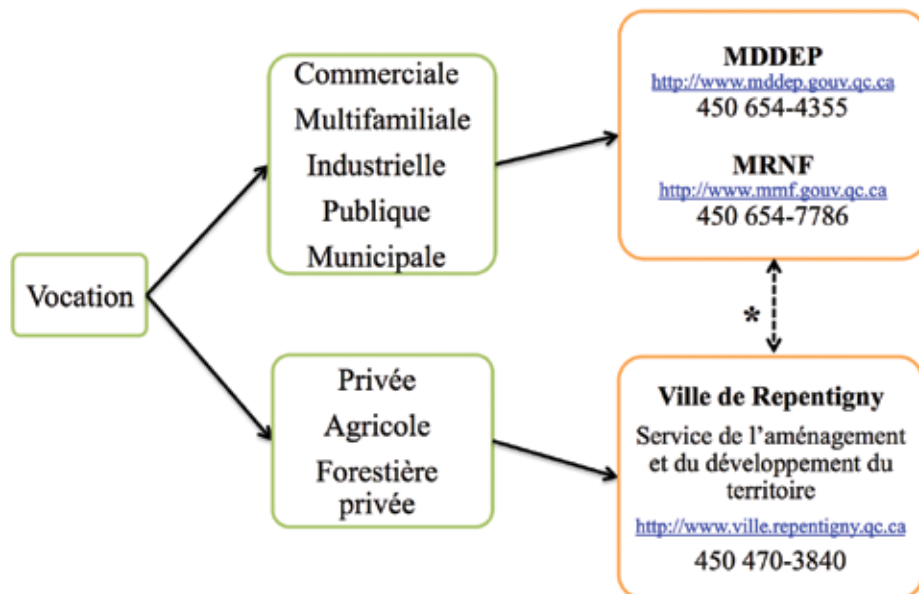 Vocation
Commerciale
Multifamiliale
Industrielle
Publique
Municipale
Privée
Agricole
Forestière
privée
MDDEP
http://www.mddep.gouv.qc.ca
450 654-4355
MRNF
http://www.mrnf.gouv.qc.ca
450 654-7786
*
Ville de Repentigny
Service de l’aménagement
et du développement du
territoire
http://www.ville.repentigny.qc.ca
450 470-3840